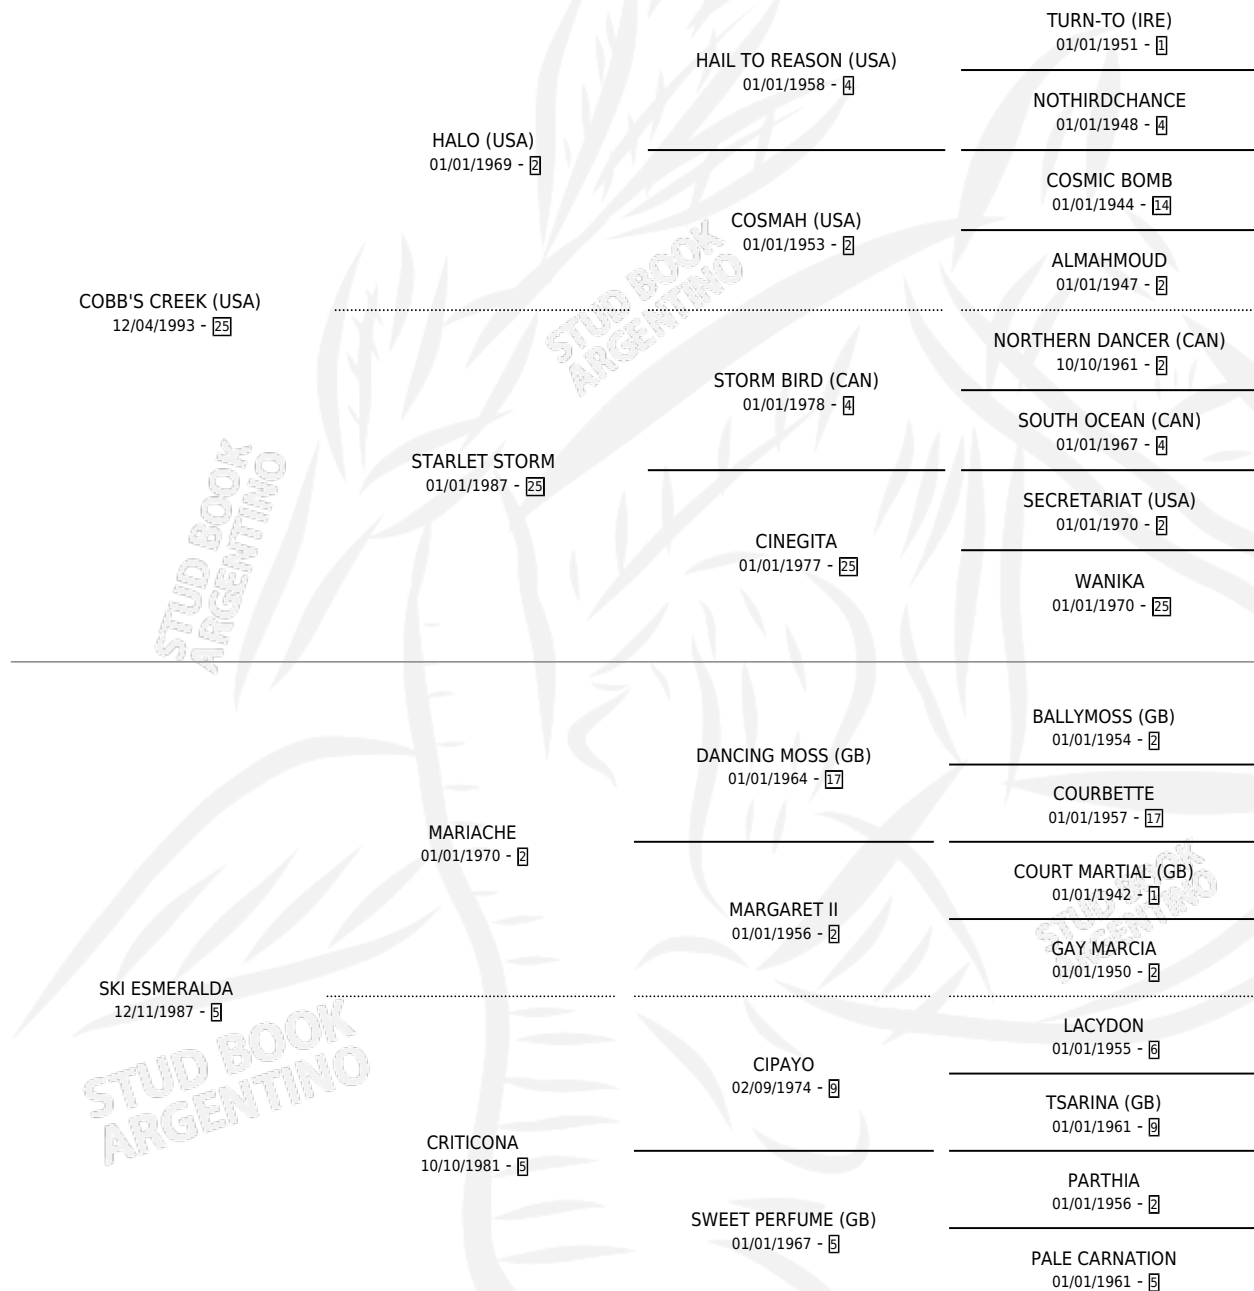 TURN-TO (IRE)
01/01/1951 - 1
HAIL TO REASON (USA)
01/01/1958 - 4
NOTHIRDCHANCE
01/01/1948 - 4
HALO (USA)
01/01/1969 - 2
COSMIC BOMB
01/01/1944 - 14
COSMAH (USA)
01/01/1953 - 2
ALMAHMOUD
01/01/1947 - 2
COBB'S CREEK (USA)
12/04/1993 - 25
NORTHERN DANCER (CAN)
10/10/1961 - 2
STORM BIRD (CAN)
01/01/1978 - 4
SOUTH OCEAN (CAN)
01/01/1967 - 4
STARLET STORM
01/01/1987 - 25
SECRETARIAT (USA)
01/01/1970 - 2
CINEGITA
01/01/1977 - 25
WANIKA
01/01/1970 - 25
BALLYMOSS (GB)
01/01/1954 - 2
DANCING MOSS (GB)
01/01/1964 - 17
COURBETTE
01/01/1957 - 17
MARIACHE
01/01/1970 - 2
COURT MARTIAL (GB)
01/01/1942 - 1
MARGARET II
01/01/1956 - 2
GAY MARCIA
01/01/1950 - 2
SKI ESMERALDA
12/11/1987 - 5
LACYDON
01/01/1955 - 6
CIPAYO
02/09/1974 - 9
TSARINA (GB)
01/01/1961 - 9
CRITICONA
10/10/1981 - 5
PARTHIA
01/01/1956 - 2
SWEET PERFUME (GB)
01/01/1967 - 5
PALE CARNATION
01/01/1961 - 5
STUD BOOK
ARGENTINO
STUD BOOK
ARGENTINO
STUD BOOK
ARGENTINO
STUD BOOK
ARGENTINO